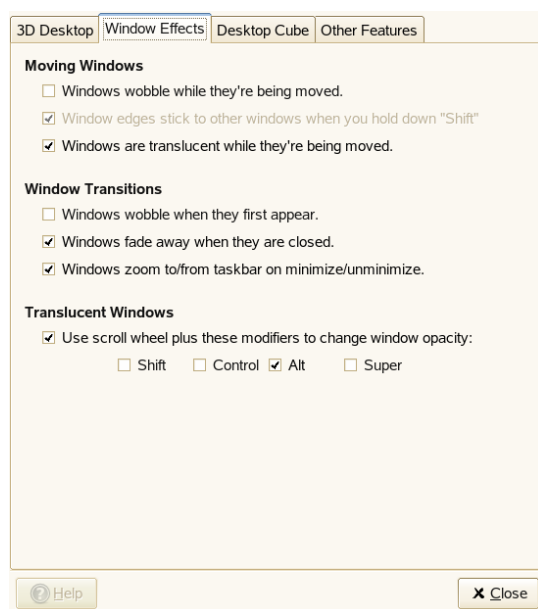 3D Desktop Window Effects Desktop Cube Other Features
Moving Windows
Windows wobble while they're being moved.
Window edges stick to other windows when you hold down "Shift"
Windows are translucent while they're being moved.
Window Transitions
Windows wobble when they first appear.
Windows fade away when they are closed.
Windows zoom to/from taskbar on minimize/unminimize.
Translucent Windows
Use scroll wheel plus these modifiers to change window opacity:
Shift Control Alt Super
Help Close